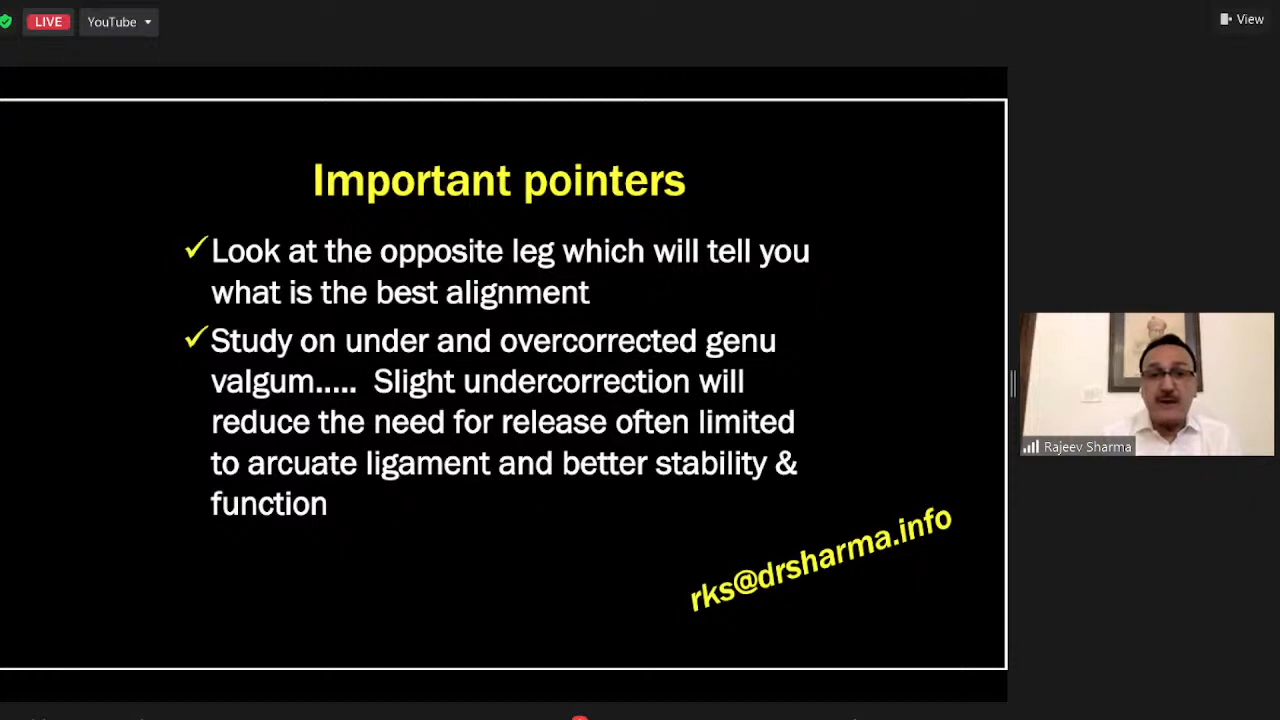 LIVE
YouTube
View
Important pointers
✓Look at the opposite leg which will tell you
what is the best alignment
✓Study on under and overcorrected genu
valgum..... Slight undercorrection will
reduce the need for release often limited
to arcuate ligament and better stability &
function
rks@drsharma.info
Rajeev Sharma